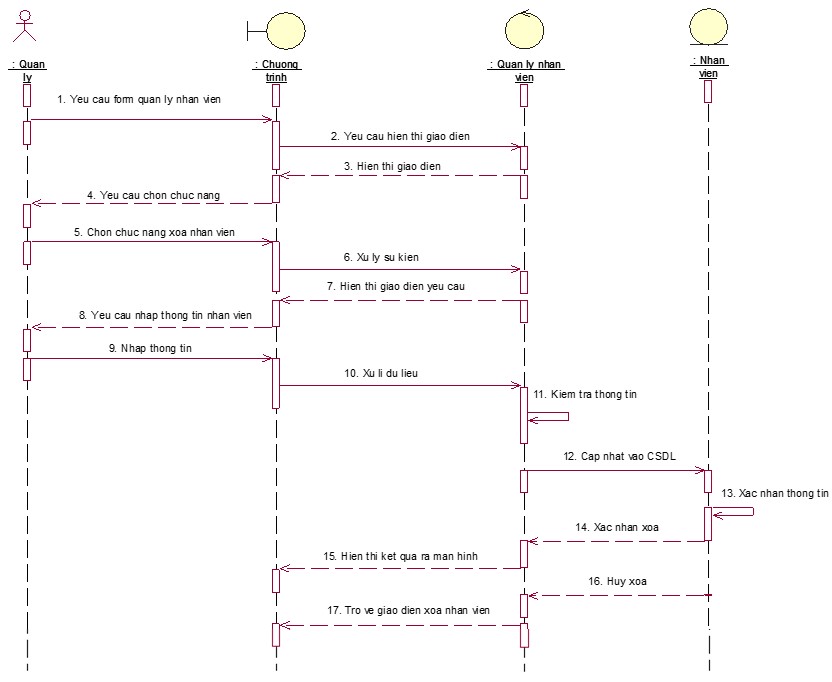 : Quan
ly
: Chuong
trinh
: Quan ly nhan
vien
: Nhan
vien
1. Yeu cau form quan ly nhan vien
2. Yeu cau hien thi giao dien
3. Hien thi giao dien
4. Yeu cau chon chuc nang
5. Chon chuc nang xoa nhan vien
6. Xu ly su kien
7. Hien thi giao dien yeu cau
8. Yeu cau nhap thong tin nhan vien
9. Nhap thong tin
10. Xu li du lieu
11. Kiem tra thong tin
12. Cap nhat vao CSDL
13. Xac nhan thong tin
14. Xac nhan xoa
15. Hien thi ket qua ra man hinh
16. Huy xoa
17. Tro ve giao dien xoa nhan vien